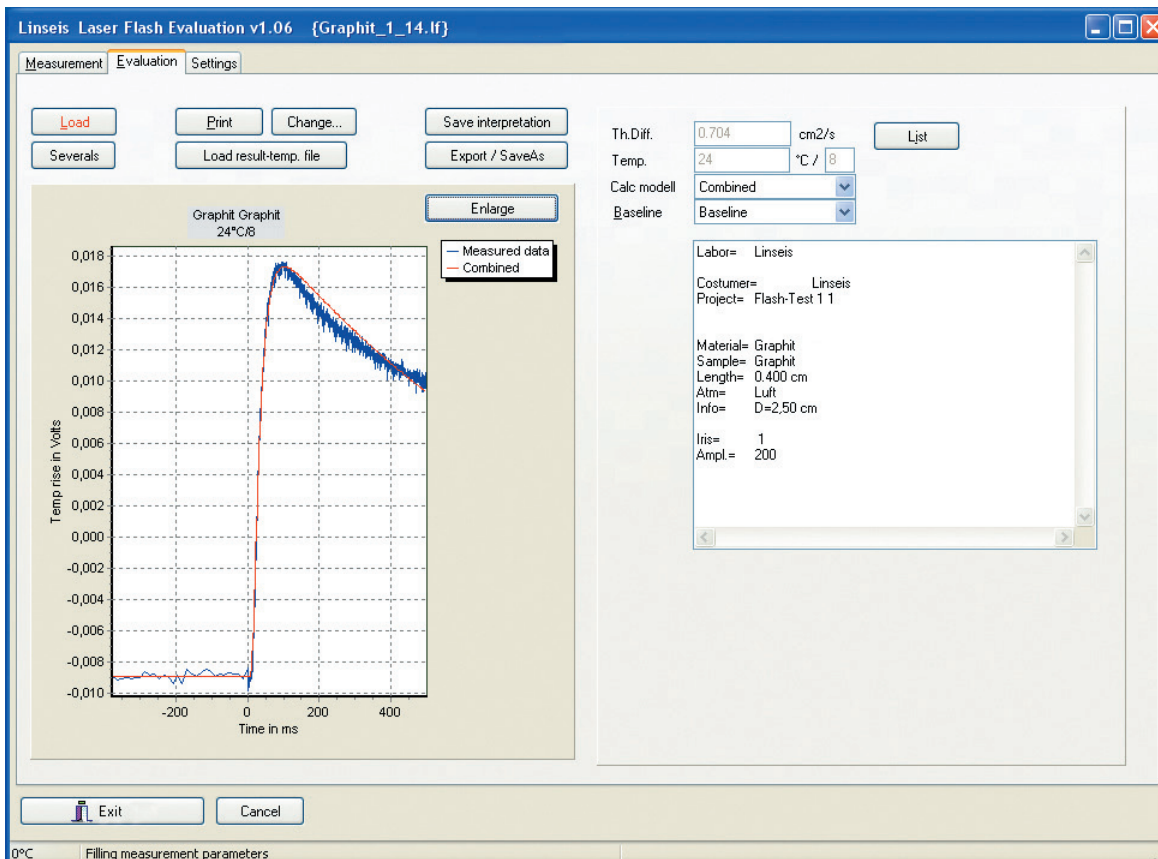 Linseis Laser Flash Evaluation v1.06 {Graphit_1_14.lf}
Measurement Evaluation Settings
Load Print Change... Save interpretation
Severals Load result-temp. file Export / SaveAs
Enlarge
Graphit Graphit
24°C/8
Measured data
Combined
0,018
0,016
0,014
0,012
0,010
0,008
0,006
0,004
0,002
0,000
-0,002
-0,004
-0,006
-0,008
-0,010
Temp rise in Volts
-200 0 200 400
Time in ms
Th.Diff. 0.704 cm2/s List
Temp. 24 °C / 8
Calc modell Combined
Baseline Baseline
Labor= Linseis
Costumer= Linseis
Project= Flash-Test 1 1
Material= Graphit
Sample= Graphit
Length= 0.400 cm
Atm= Luft
Info= D=2,50 cm
Iris= 1
Ampl.= 200
Exit Cancel
0°C Filling measurement parameters